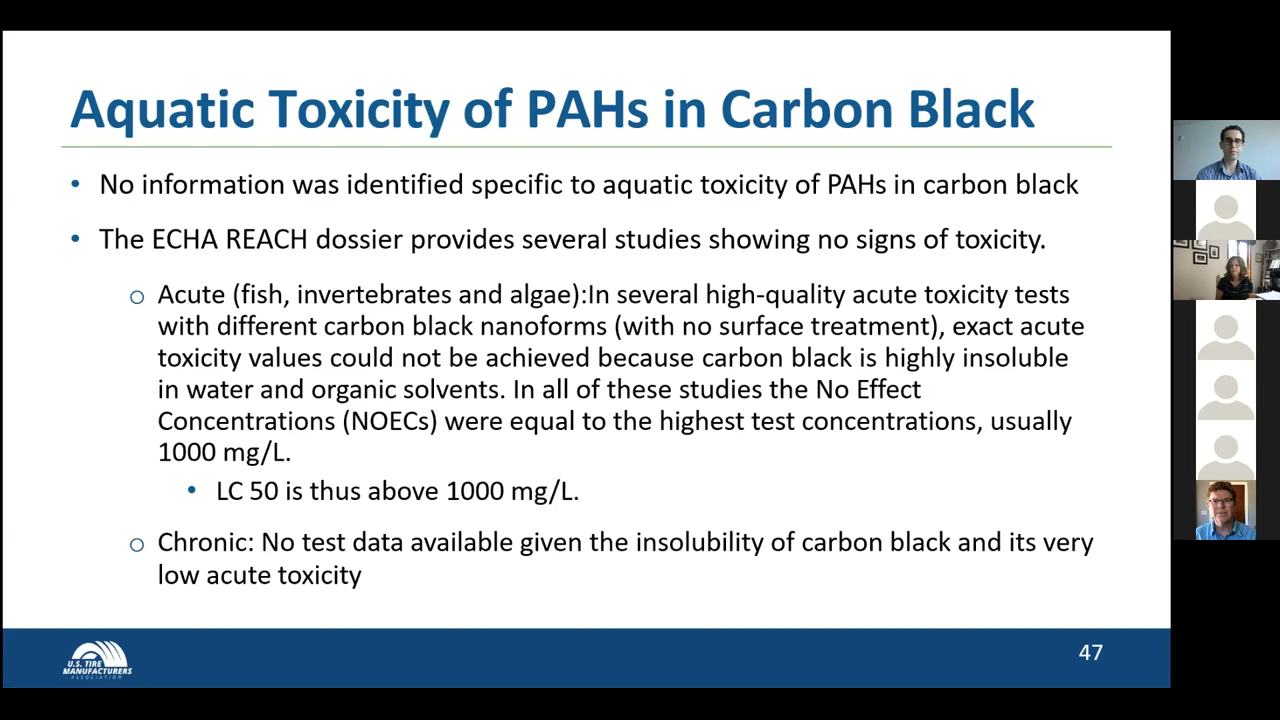 Aquatic Toxicity of PAHs in Carbon Black
• No information was identified specific to aquatic toxicity of PAHs in carbon black
• The ECHA REACH dossier provides several studies showing no signs of toxicity.
o Acute (fish, invertebrates and algae):In several high-quality acute toxicity tests
with different carbon black nanoforms (with no surface treatment), exact acute
toxicity values could not be achieved because carbon black is highly insoluble
in water and organic solvents. In all of these studies the No Effect
Concentrations (NOECs) were equal to the highest test concentrations, usually
1000 mg/L.
• LC 50 is thus above 1000 mg/L.
o Chronic: No test data available given the insolubility of carbon black and its very
low acute toxicity
U.S. TIRE
MANUFACTURERS
ASSOCIATION
47